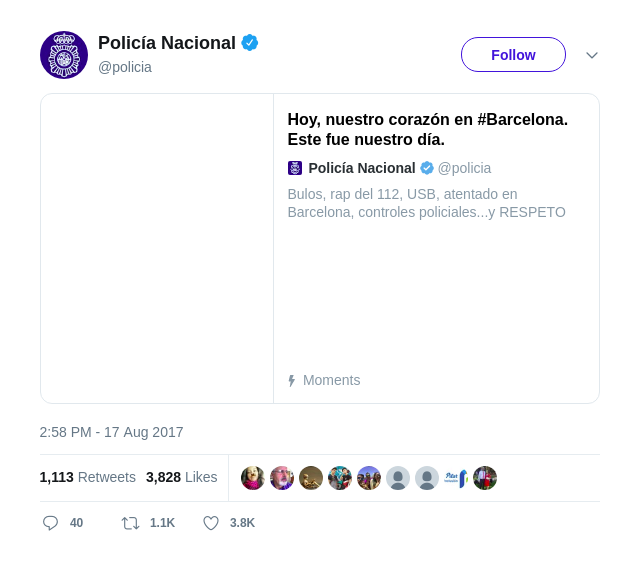 Policía Nacional
@policia
Follow
Hoy, nuestro corazón en #Barcelona.
Este fue nuestro día.
Policía Nacional @policia
Bulos, rap del 112, USB, atentado en
Barcelona, controles policiales...y RESPETO
Moments
2:58 PM - 17 Aug 2017
1,113 Retweets 3,828 Likes
40 1.1K 3.8K